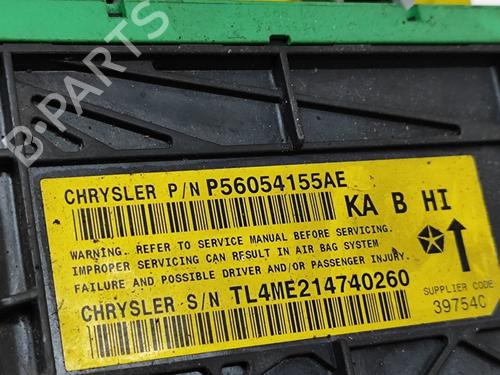 B-PARTS
CHRYSLER P/N P56054155AE
KA B HI
WARNING. REFER TO SERVICE MANUAL BEFORE SERVICING.
IMPROPER SERVICING CAN RESULT IN AIR BAG SYSTEM
FAILURE AND POSSIBLE DRIVER AND/OR PASSENGER INJURY.
CHRYSLER S/N TL4ME214740260
SUPPLIER CODE
39754C